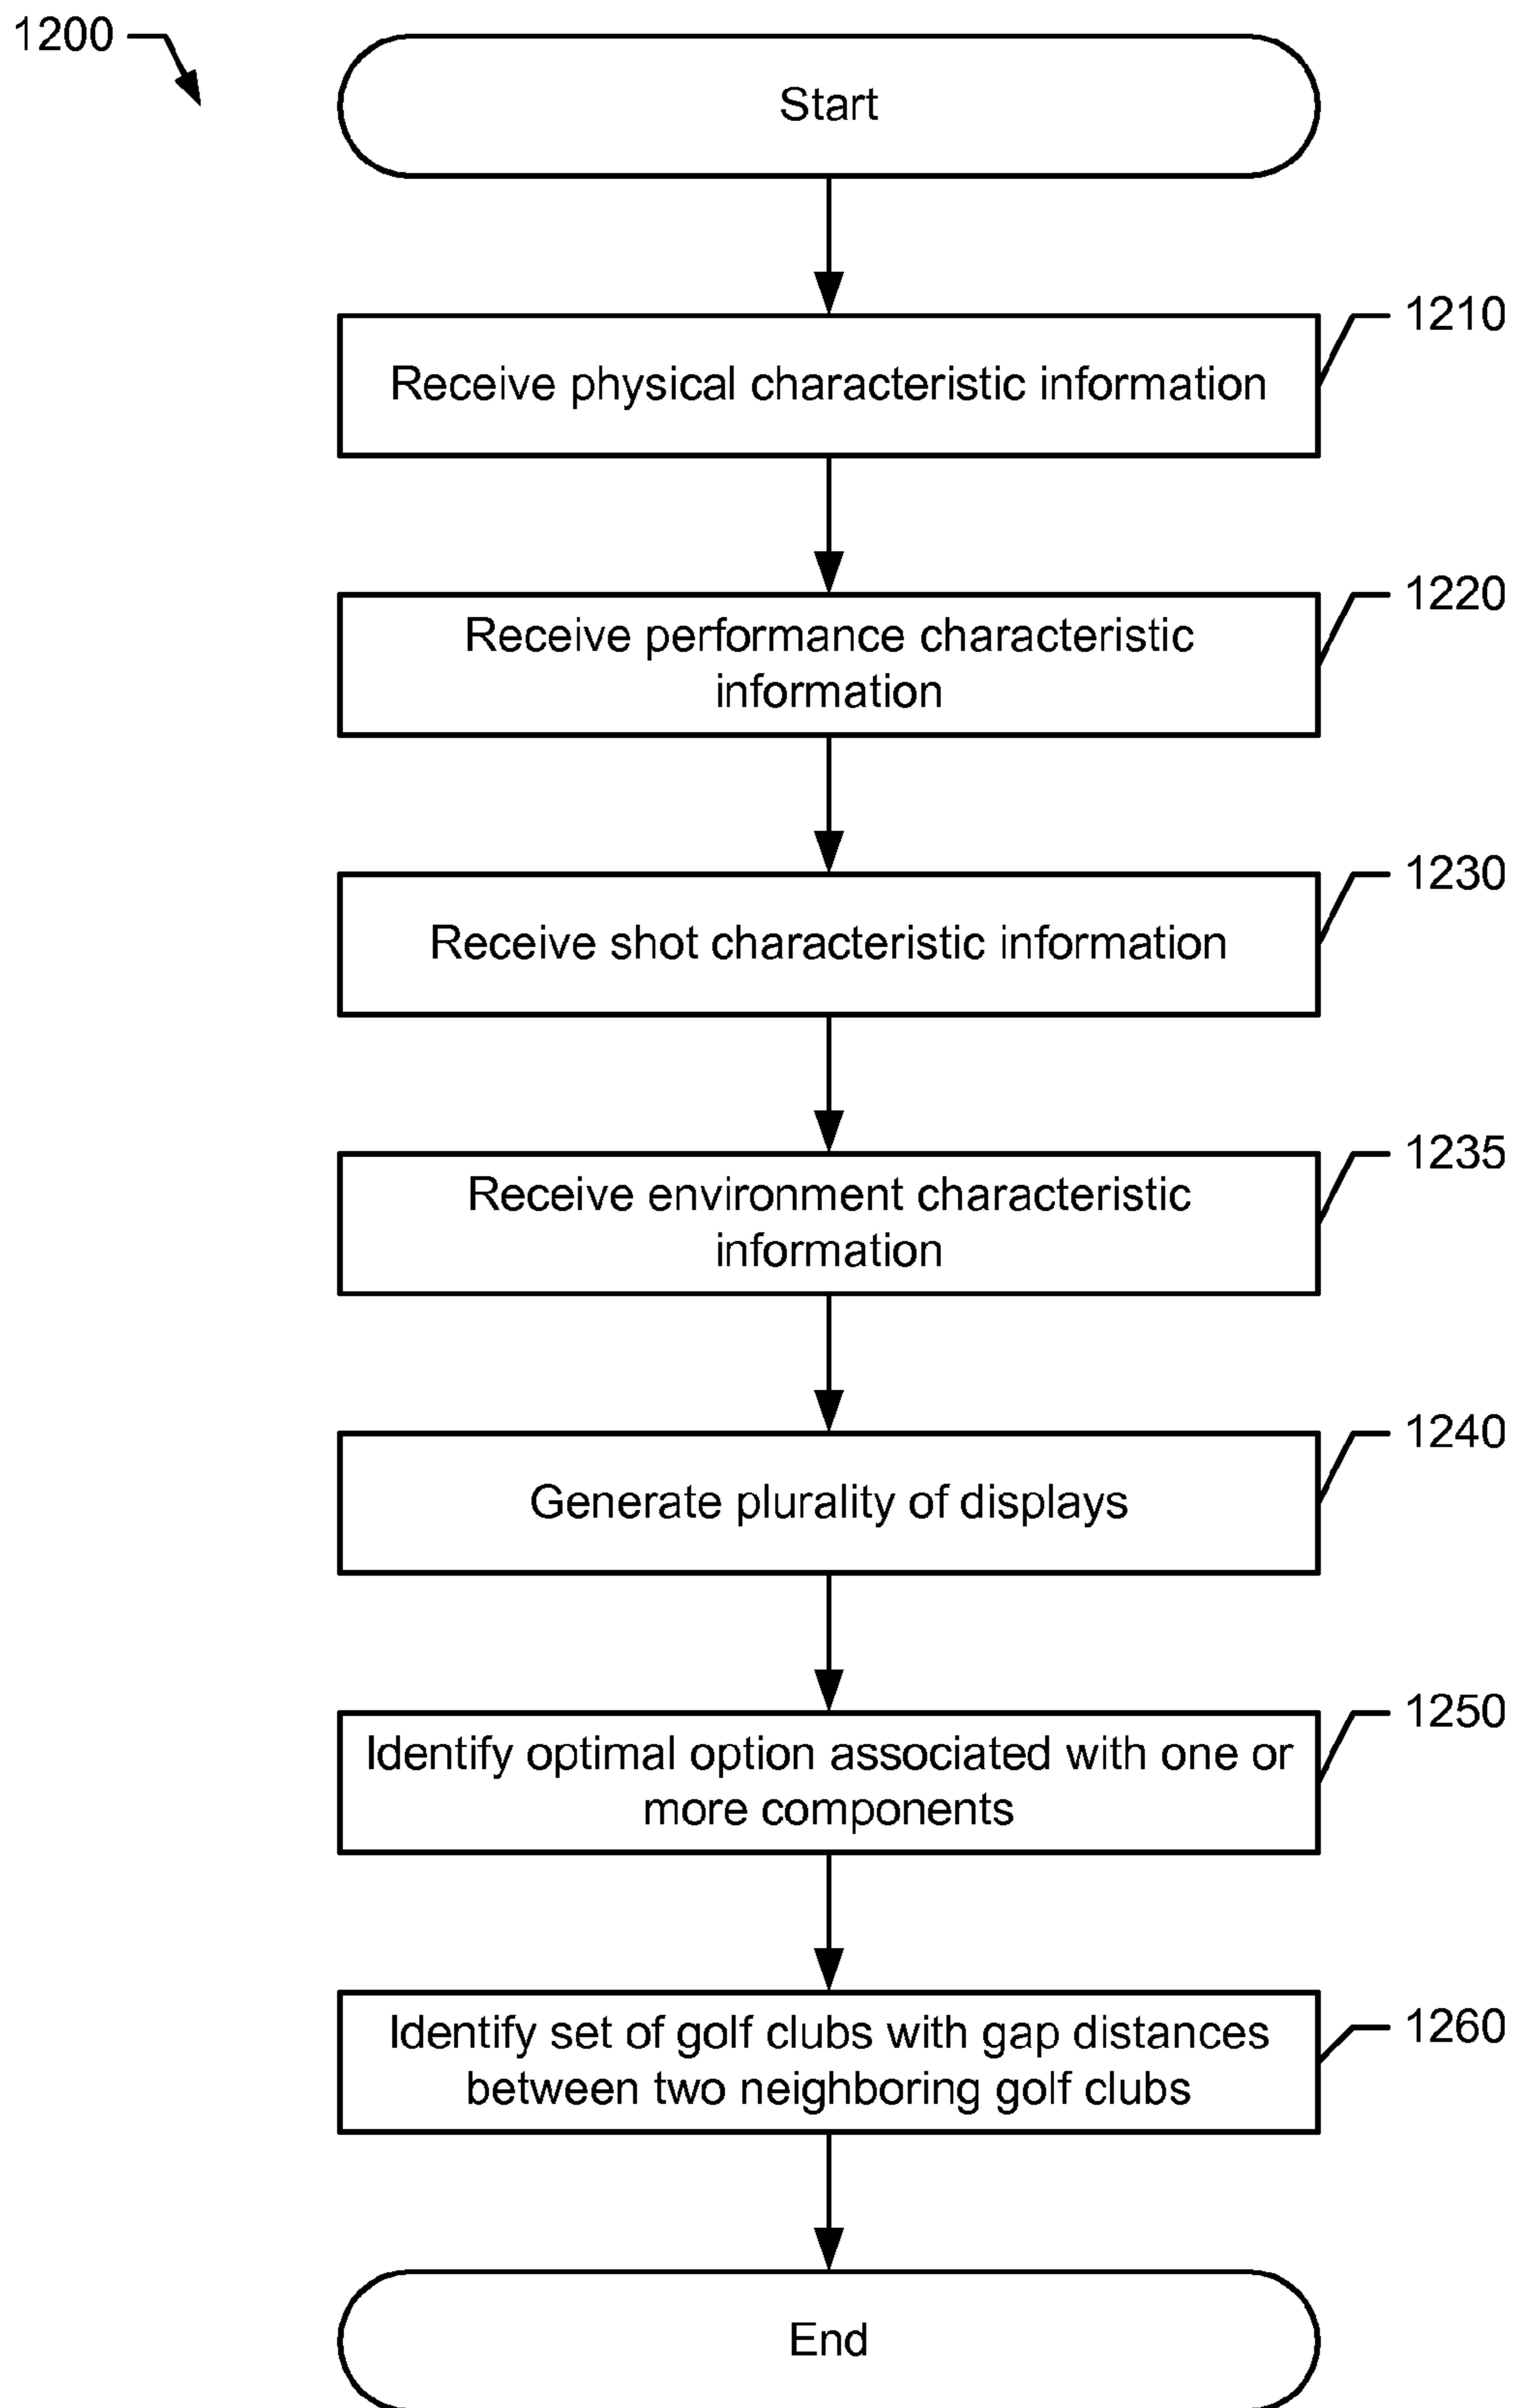 1200
Start
1210
Receive physical characteristic information
1220
Receive performance characteristic
information
1230
Receive shot characteristic information
1235
Receive environment characteristic
information
1240
Generate plurality of displays
1250
Identify optimal option associated with one or
more components
1260
Identify set of golf clubs with gap distances
between two neighboring golf clubs
End